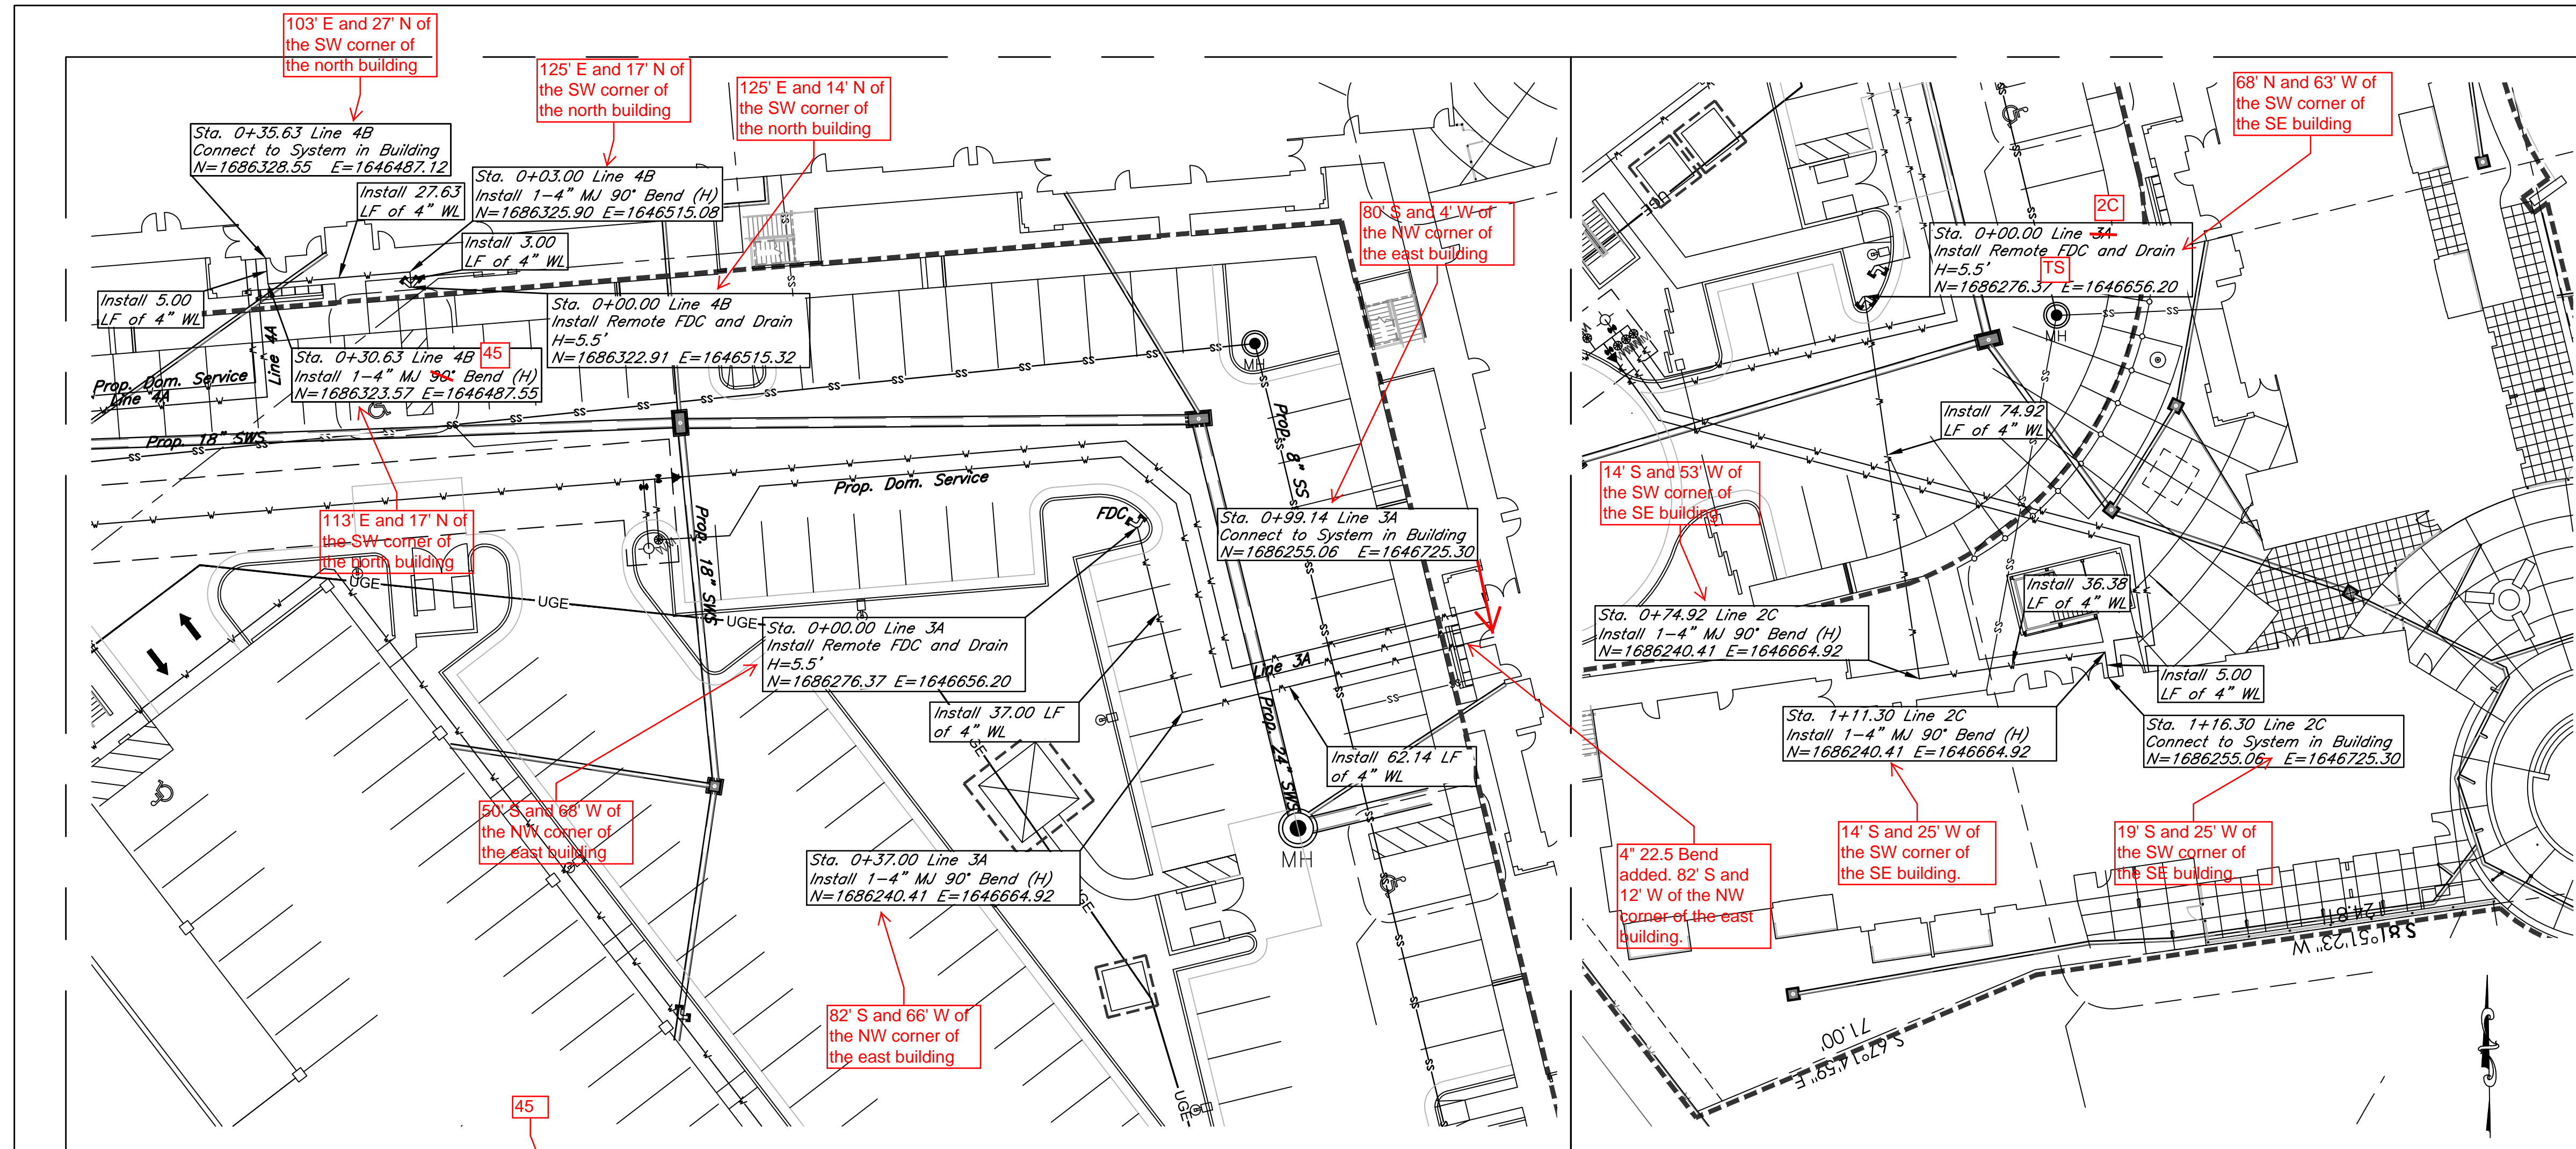 103' E and 27' N of
the SW corner of
the north building
125' E and 17' N of
the SW corner of
the north building
125' E and 14' N of
the SW corner of
the north building
Sta. 0+35.63 Line 4B
Connect to System in Building
N=1686328.55 E=1646487.12
Install 27.63
LF of 4" WL
Sta. 0+03.00 Line 4B
Install 1-4" MJ 90° Bend (H)
N=1686325.90 E=1646515.08
Install 3.00
LF of 4" WL
Install 5.00
LF of 4" WL
Line 4A
Sta. 0+00.00 Line 4B
Install Remote FDC and Drain
H=5.5'
N=1686322.91 E=1646515.32
Sta. 0+30.63 Line 4B
45
Install 1-4" MJ 90° Bend (H)
N=1686323.57 E=1646487.55
Prop. Dom. Service
Line 4A
Prop. 18" SWS
113' E and 17' N of
the SW corner of
the north building
80' S and 4' W of
the NW corner of
the east building
MH
Prop. 8" SS
Prop. Dom. Service
FDC
Prop. 18" SWS
Sta. 0+99.14 Line 3A
Connect to System in Building
N=1686255.06 E=1646725.30
UGE
UGE
UGE
Sta. 0+00.00 Line 3A
Install Remote FDC and Drain
H=5.5'
N=1686276.37 E=1646656.20
Line 3A
Prop. 24" SWS
Install 37.00 LF
of 4" WL
Install 62.14 LF
of 4" WL
50' S and 68' W of
the NW corner of
the east building
MH
Sta. 0+37.00 Line 3A
Install 1-4" MJ 90° Bend (H)
N=1686240.41 E=1646664.92
UGE
82' S and 66' W of
the NW corner of
the east building
UGE
45
68' N and 63' W of
the SW corner of
the SE building
2C
Sta. 0+00.00 Line 3A
Install Remote FDC and Drain
H=5.5'
TS
N=1686276.37 E=1646656.20
MH
Install 74.92
LF of 4" WL
14' S and 53' W of
the SW corner of
the SE building
Install 36.38
LF of 4" WL
Sta. 0+74.92 Line 2C
Install 1-4" MJ 90° Bend (H)
N=1686240.41 E=1646664.92
Install 5.00
LF of 4" WL
Sta. 1+11.30 Line 2C
Install 1-4" MJ 90° Bend (H)
N=1686240.41 E=1646664.92
Sta. 1+16.30 Line 2C
Connect to System in Building
N=1686255.06 E=1646725.30
4" 22.5 Bend
added. 82' S and
12' W of the NW
corner of the east
building.
14' S and 25' W of
the SW corner of
the SE building.
19' S and 25' W of
the SW corner of
the SE building.
124.81'
S 81°51'23" W
71.00'
S 67°14'59" E